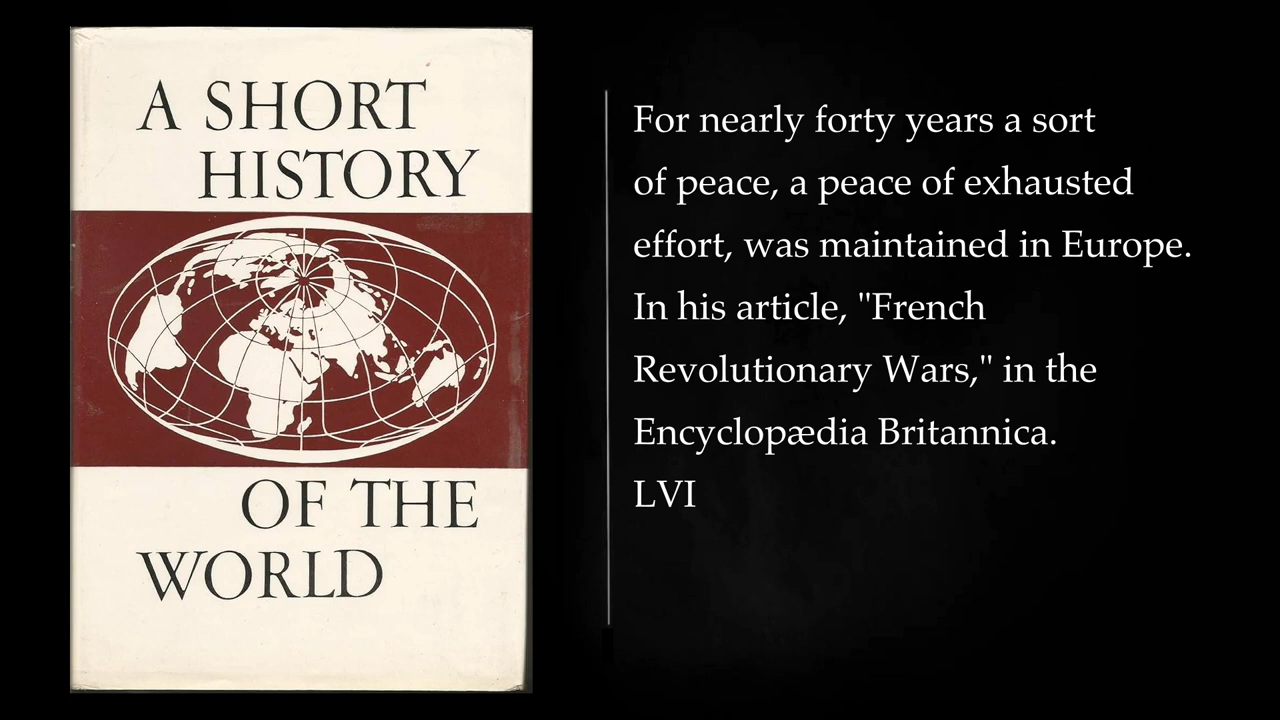 A SHORT
HISTORY
OF THE
WORLD
For nearly forty years a sort
of peace, a peace of exhausted
effort, was maintained in Europe.
In his article, "French
Revolutionary Wars," in the
Encyclopædia Britannica.
LVI